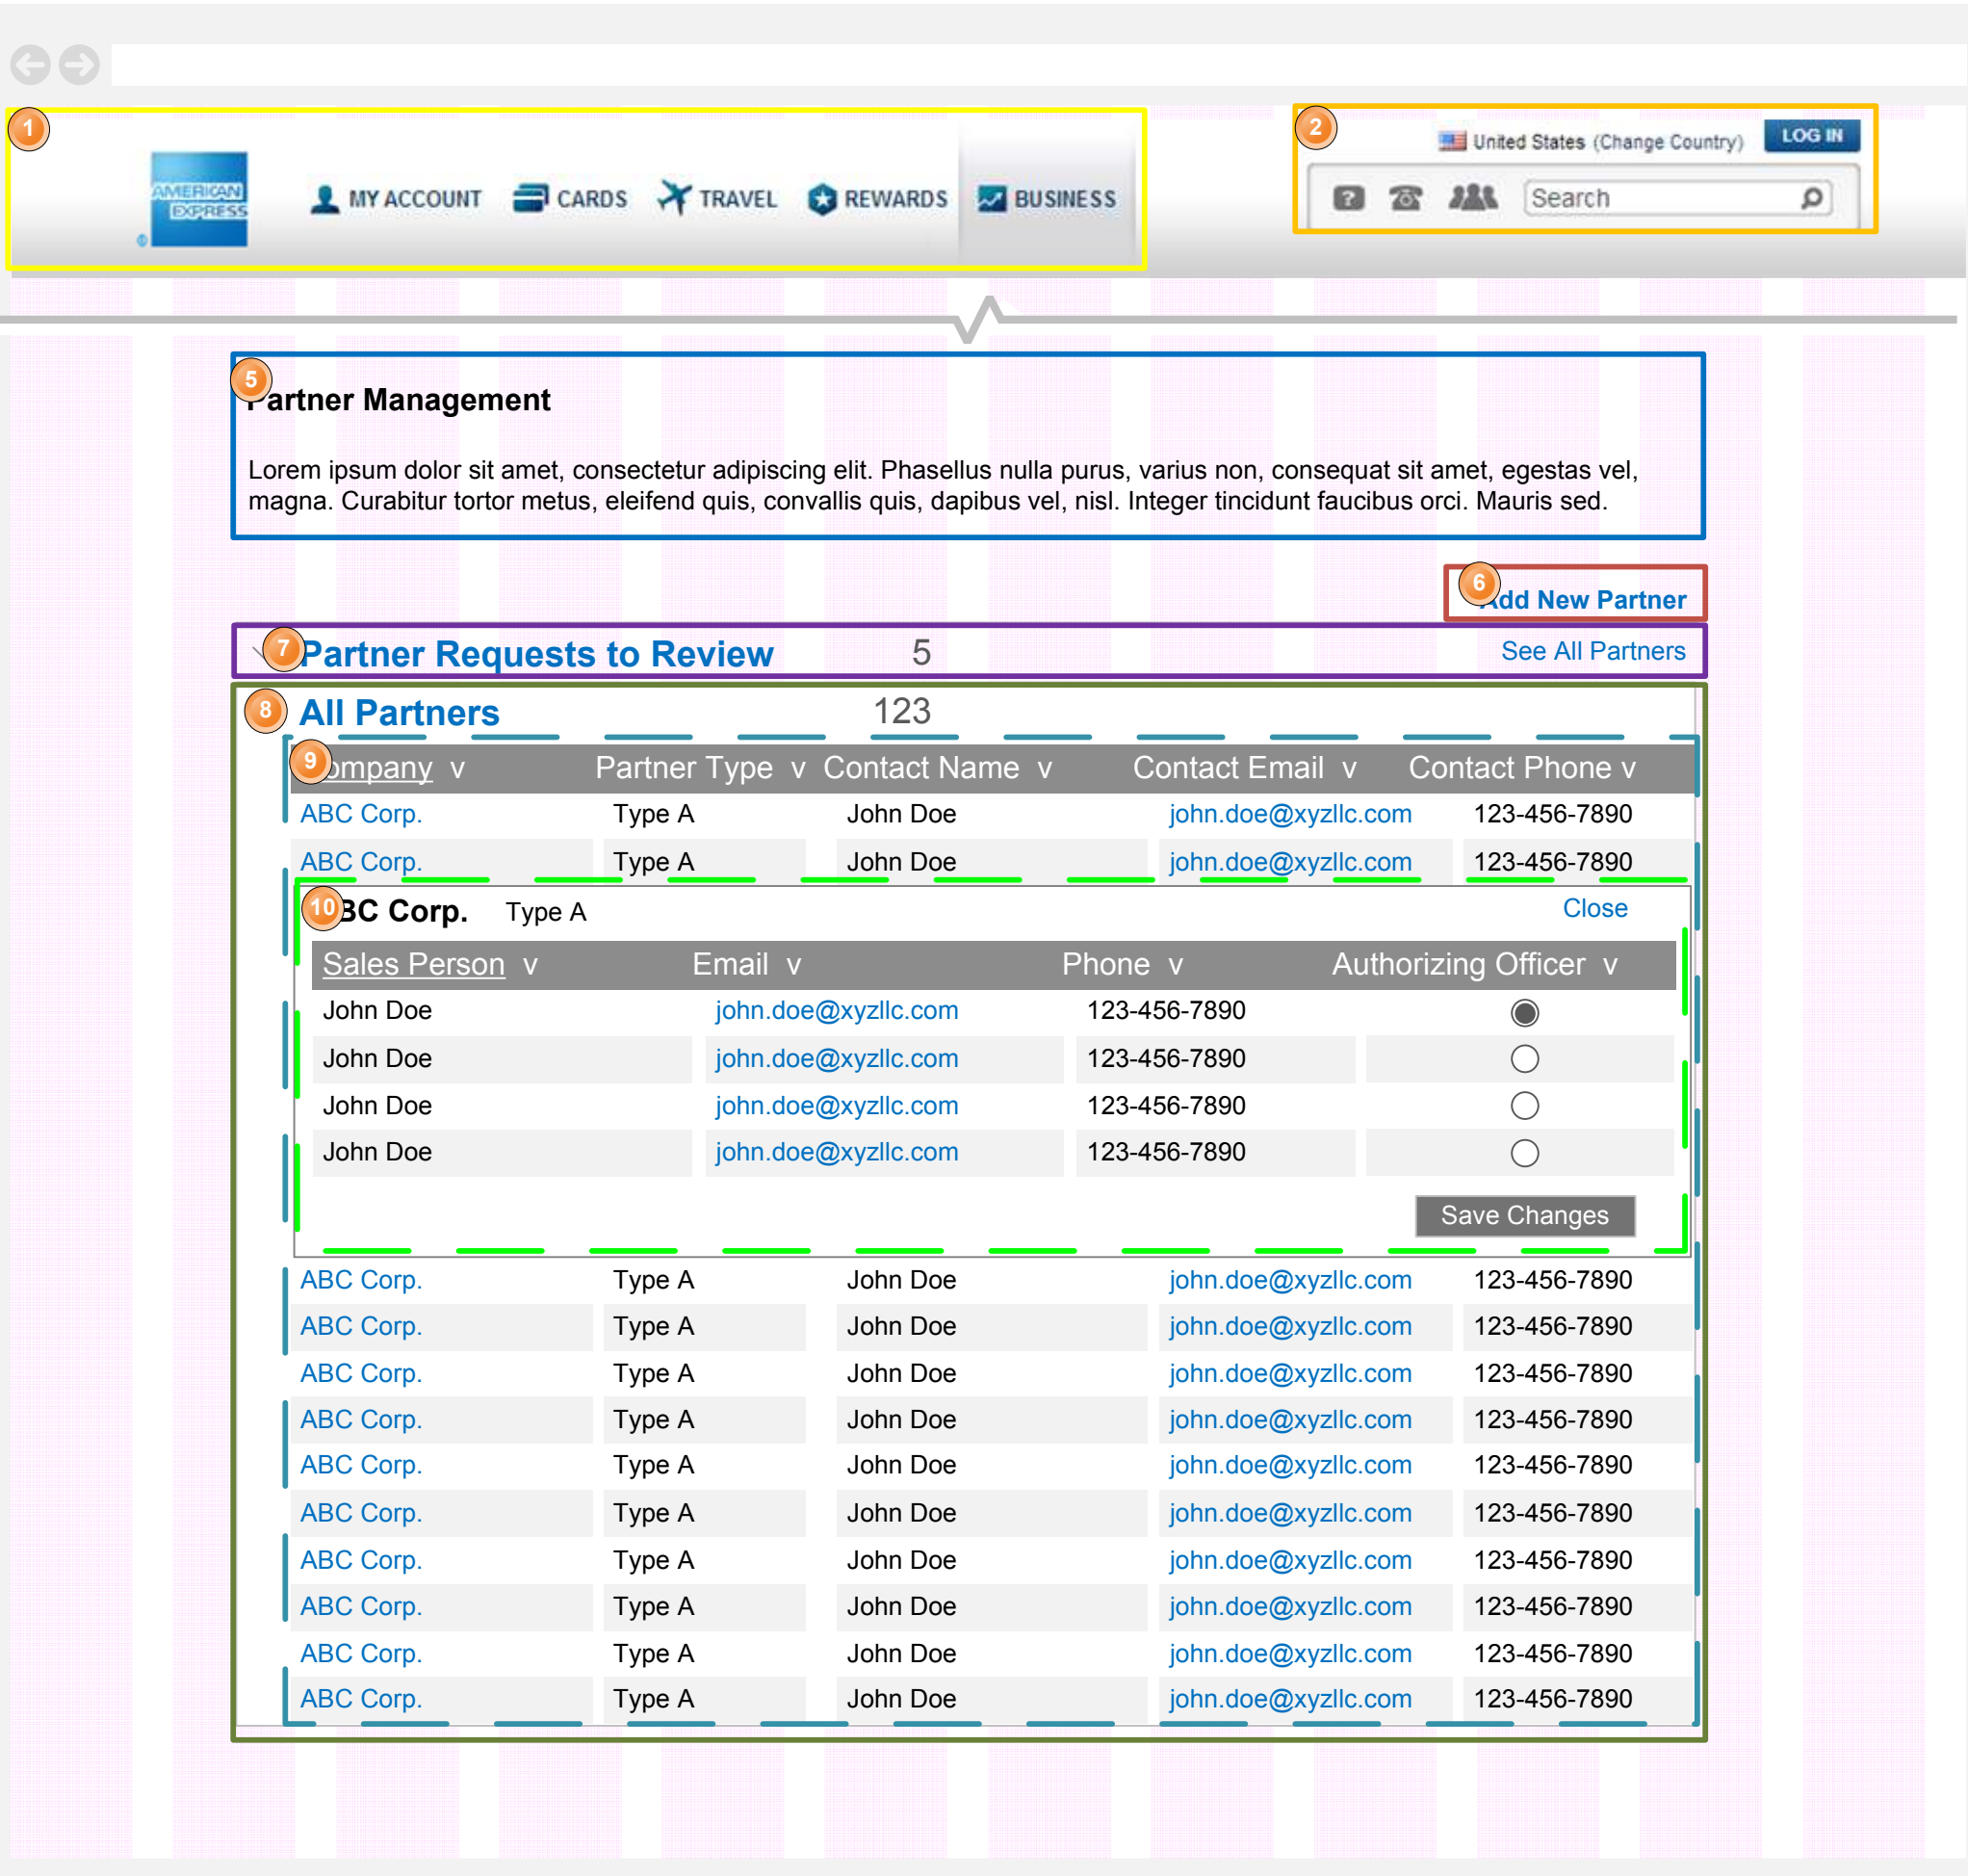 1
2
United States (Change Country) LOG IN
AMERICAN EXPRESS ®
MY ACCOUNT CARDS TRAVEL REWARDS BUSINESS
? Search
5
artner Management
Lorem ipsum dolor sit amet, consectetur adipiscing elit. Phasellus nulla purus, varius non, consequat sit amet, egestas vel,
magna. Curabitur tortor metus, eleifend quis, convallis quis, dapibus vel, nisl. Integer tincidunt faucibus orci. Mauris sed.
6 dd New Partner
7 Partner Requests to Review 5 See All Partners
8 All Partners 123
9 ompany v Partner Type v Contact Name v Contact Email v Contact Phone v
ABC Corp. Type A John Doe john.doe@xyzllc.com 123-456-7890
ABC Corp. Type A John Doe john.doe@xyzllc.com 123-456-7890
10 BC Corp. Type A Close
Sales Person v Email v Phone v Authorizing Officer v
John Doe john.doe@xyzllc.com 123-456-7890
John Doe john.doe@xyzllc.com 123-456-7890
John Doe john.doe@xyzllc.com 123-456-7890
John Doe john.doe@xyzllc.com 123-456-7890
Save Changes
ABC Corp. Type A John Doe john.doe@xyzllc.com 123-456-7890
ABC Corp. Type A John Doe john.doe@xyzllc.com 123-456-7890
ABC Corp. Type A John Doe john.doe@xyzllc.com 123-456-7890
ABC Corp. Type A John Doe john.doe@xyzllc.com 123-456-7890
ABC Corp. Type A John Doe john.doe@xyzllc.com 123-456-7890
ABC Corp. Type A John Doe john.doe@xyzllc.com 123-456-7890
ABC Corp. Type A John Doe john.doe@xyzllc.com 123-456-7890
ABC Corp. Type A John Doe john.doe@xyzllc.com 123-456-7890
ABC Corp. Type A John Doe john.doe@xyzllc.com 123-456-7890
ABC Corp. Type A John Doe john.doe@xyzllc.com 123-456-7890